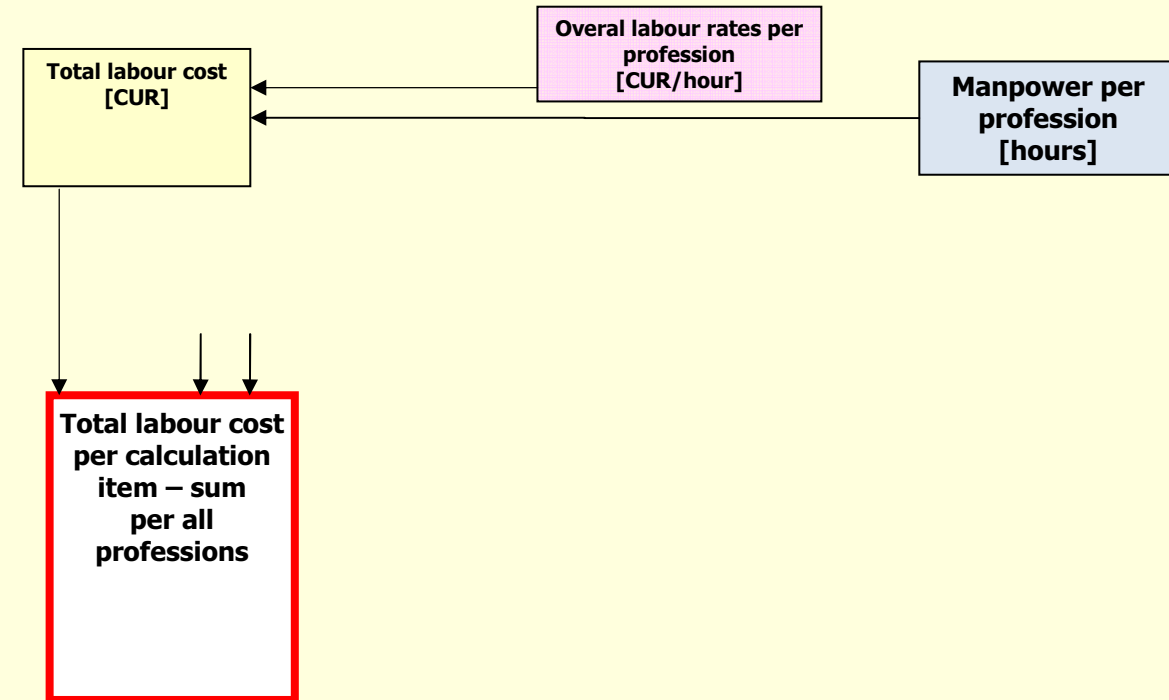 Overal labour rates per
profession
[CUR/hour]
Total labour cost
[CUR]
Manpower per
profession
[hours]
Total labour cost
per calculation
item – sum
per all
professions